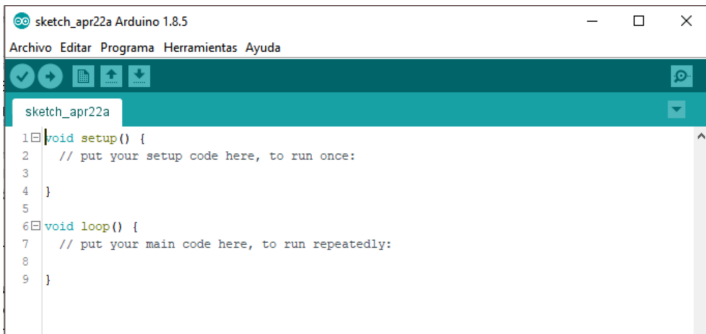 sketch_apr22a Arduino 1.8.5
Archivo Editar Programa Herramientas Ayuda
sketch_apr22a
1 void setup() {
2   // put your setup code here, to run once:
3
4 }
5
6 void loop() {
7   // put your main code here, to run repeatedly:
8
9 }